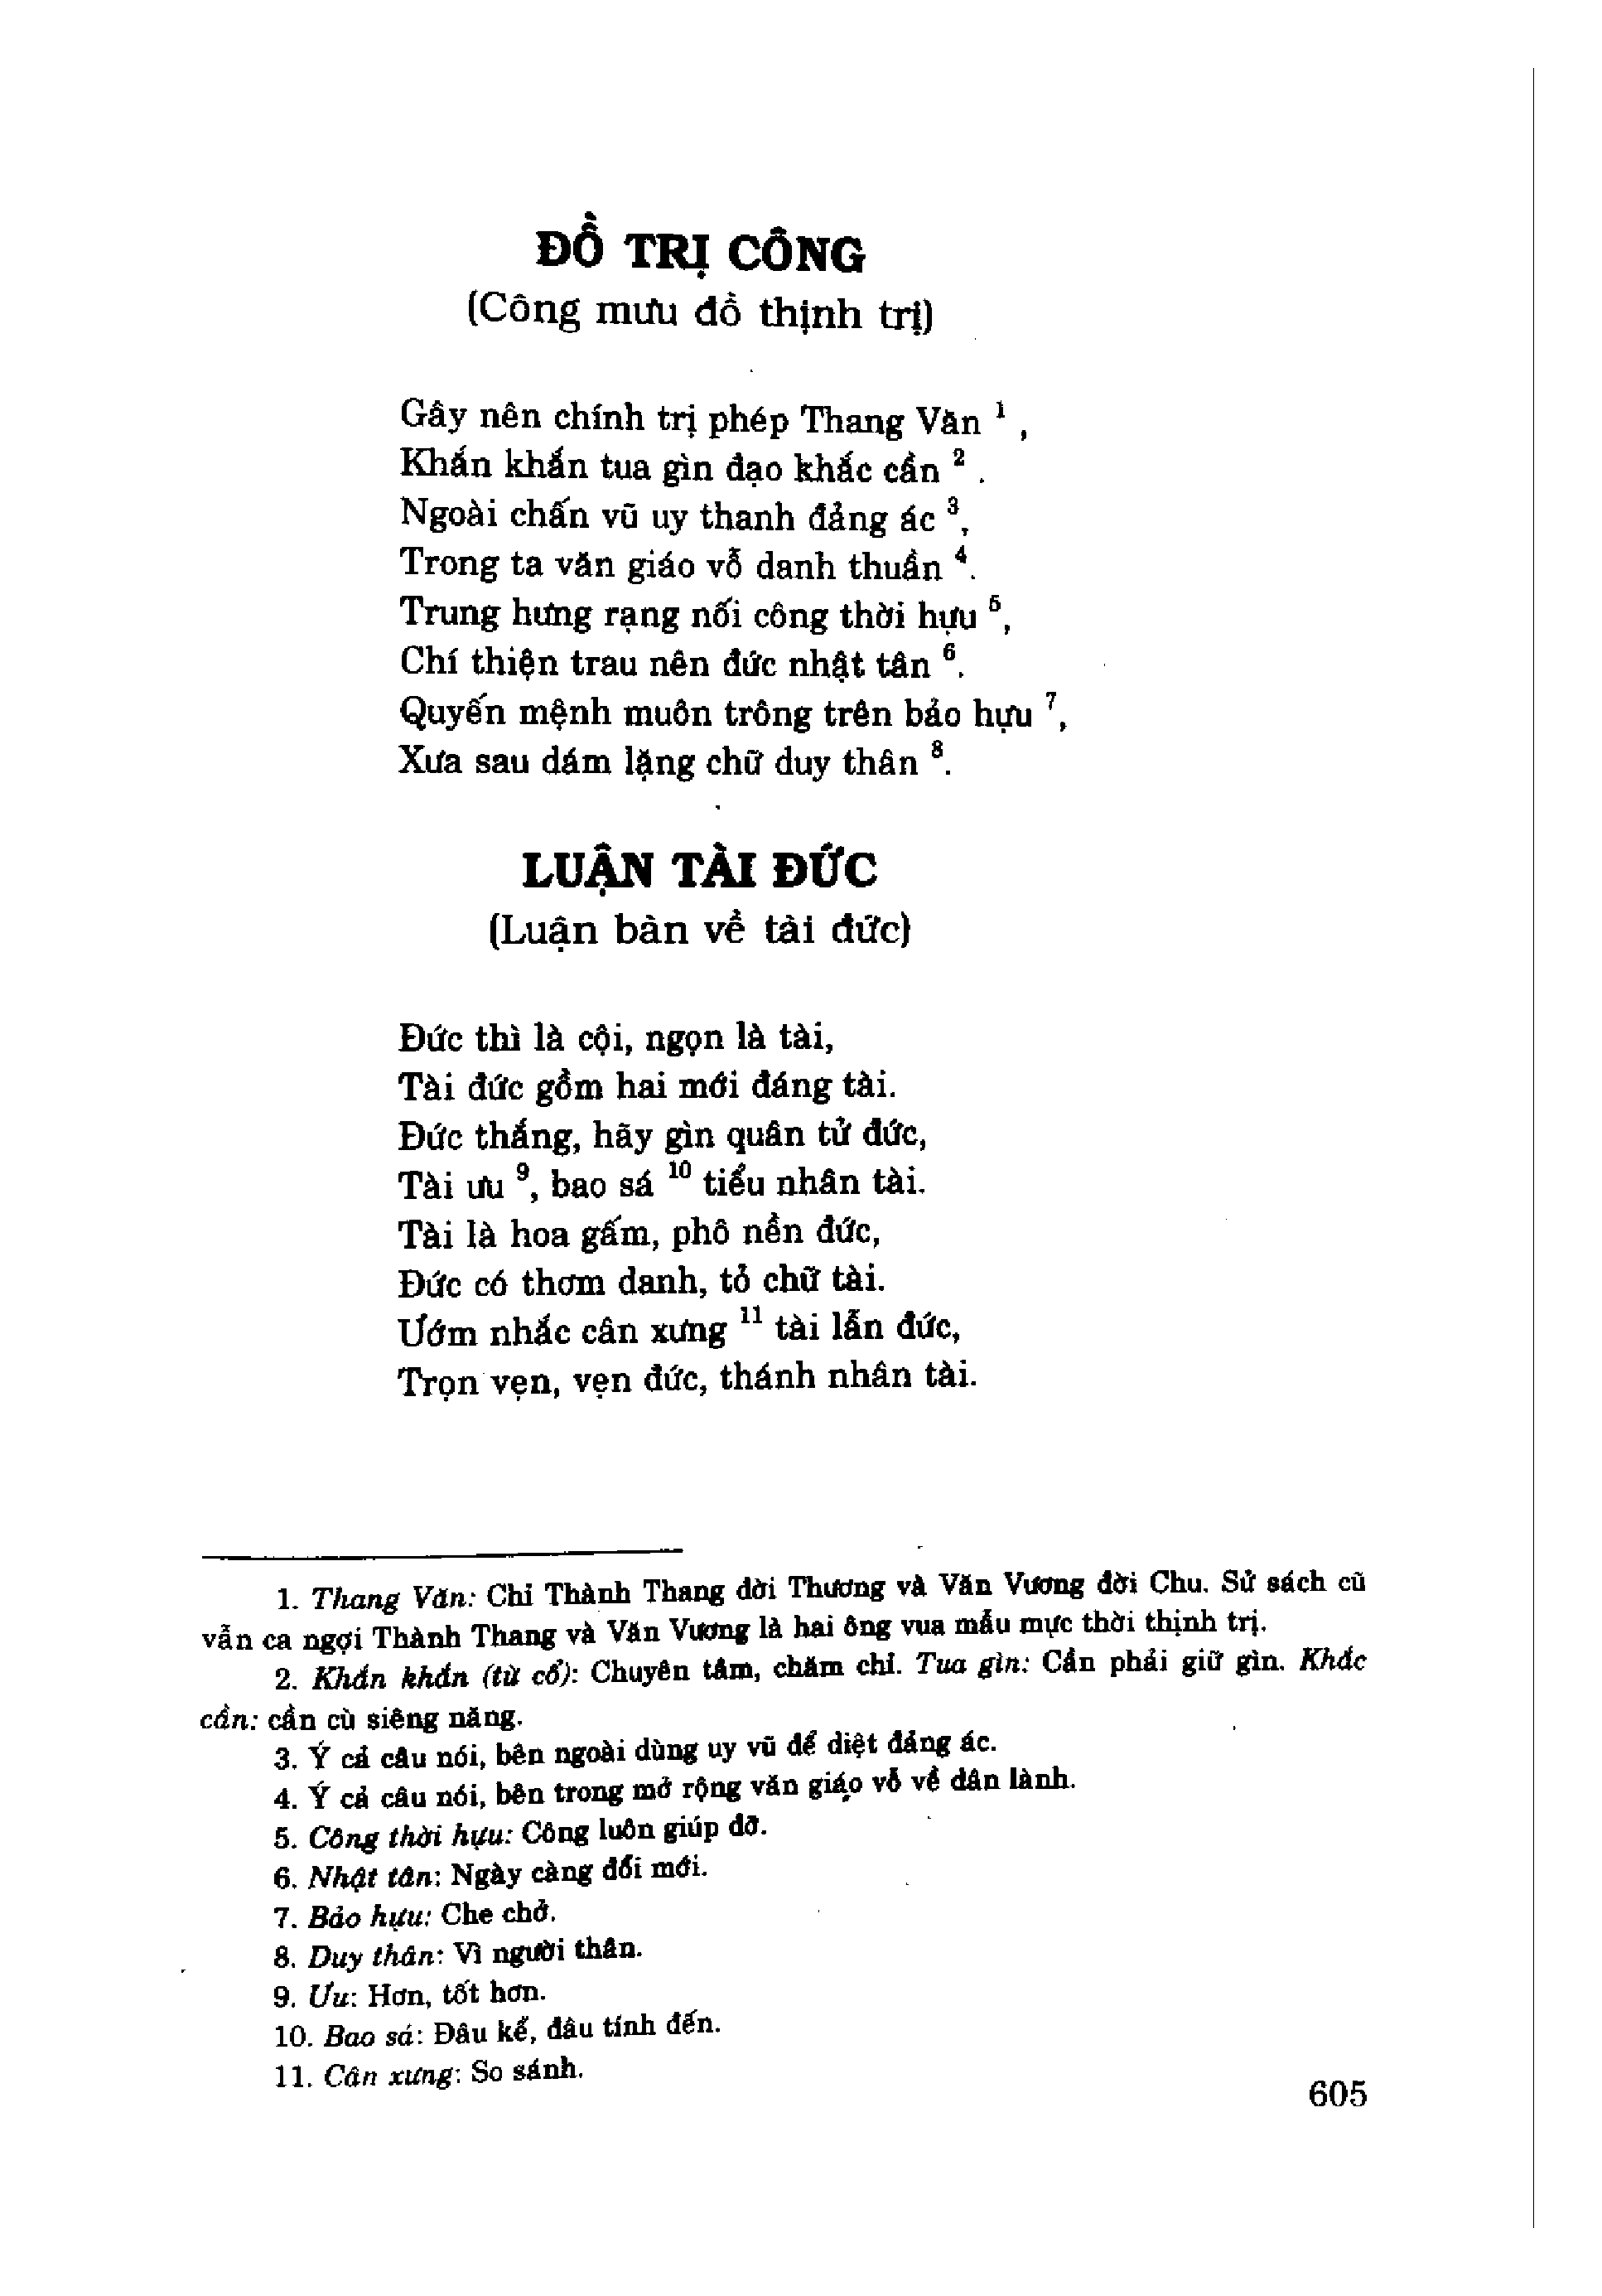 ĐỒ TRỊ CÔNG
(Công mưu đồ thịnh trị)
Gây nên chính trị phép Thang Văn ¹ ,
Khẩn khẩn tua gìn đạo khắc cần ² .
Ngoài chấn vũ uy thanh đảng ác ³,
Trong ta văn giáo vỗ danh thuần ⁴.
Trung hưng rạng nối công thời hựu ⁵,
Chí thiện trau nên đức nhật tân ⁶.
Quyến mệnh muôn trông trên bảo hựu ⁷,
Xưa sau dám lặng chữ duy thân ⁸.
LUẬN TÀI ĐỨC
(Luận bàn về tài đức)
Đức thì là cội, ngọn là tài,
Tài đức gồm hai mới đáng tài.
Đức thắng, hãy gìn quân tử đức,
Tài ưu ⁹, bao sá ¹⁰ tiểu nhân tài.
Tài là hoa gấm, phô nền đức,
Đức có thơm danh, tỏ chữ tài.
Ướm nhắc cân xưng ¹¹ tài lẫn đức,
Trọn vẹn, vẹn đức, thánh nhân tài.
1. Thang Văn: Chỉ Thành Thang đời Thương và Văn Vương đời Chu. Sử sách cũ
vẫn ca ngợi Thành Thang và Văn Vương là hai ông vua mẫu mực thời thịnh trị.
2. Khẩn khẩn (từ cổ): Chuyên tâm, chăm chỉ. Tua gìn: Cần phải giữ gìn. Khắc
cần: cần cù siêng năng.
3. Ý cả câu nói, bên ngoài dùng uy vũ để diệt đảng ác.
4. Ý cả câu nói, bên trong mở rộng văn giáo vỗ về dân lành.
5. Công thời hựu: Công luôn giúp đỡ.
6. Nhật tân: Ngày càng đổi mới.
7. Bảo hựu: Che chở.
8. Duy thân: Vì người thân.
9. Ưu: Hơn, tốt hơn.
10. Bao sá: Đâu kể, đâu tính đến.
11. Cân xưng: So sánh.
605